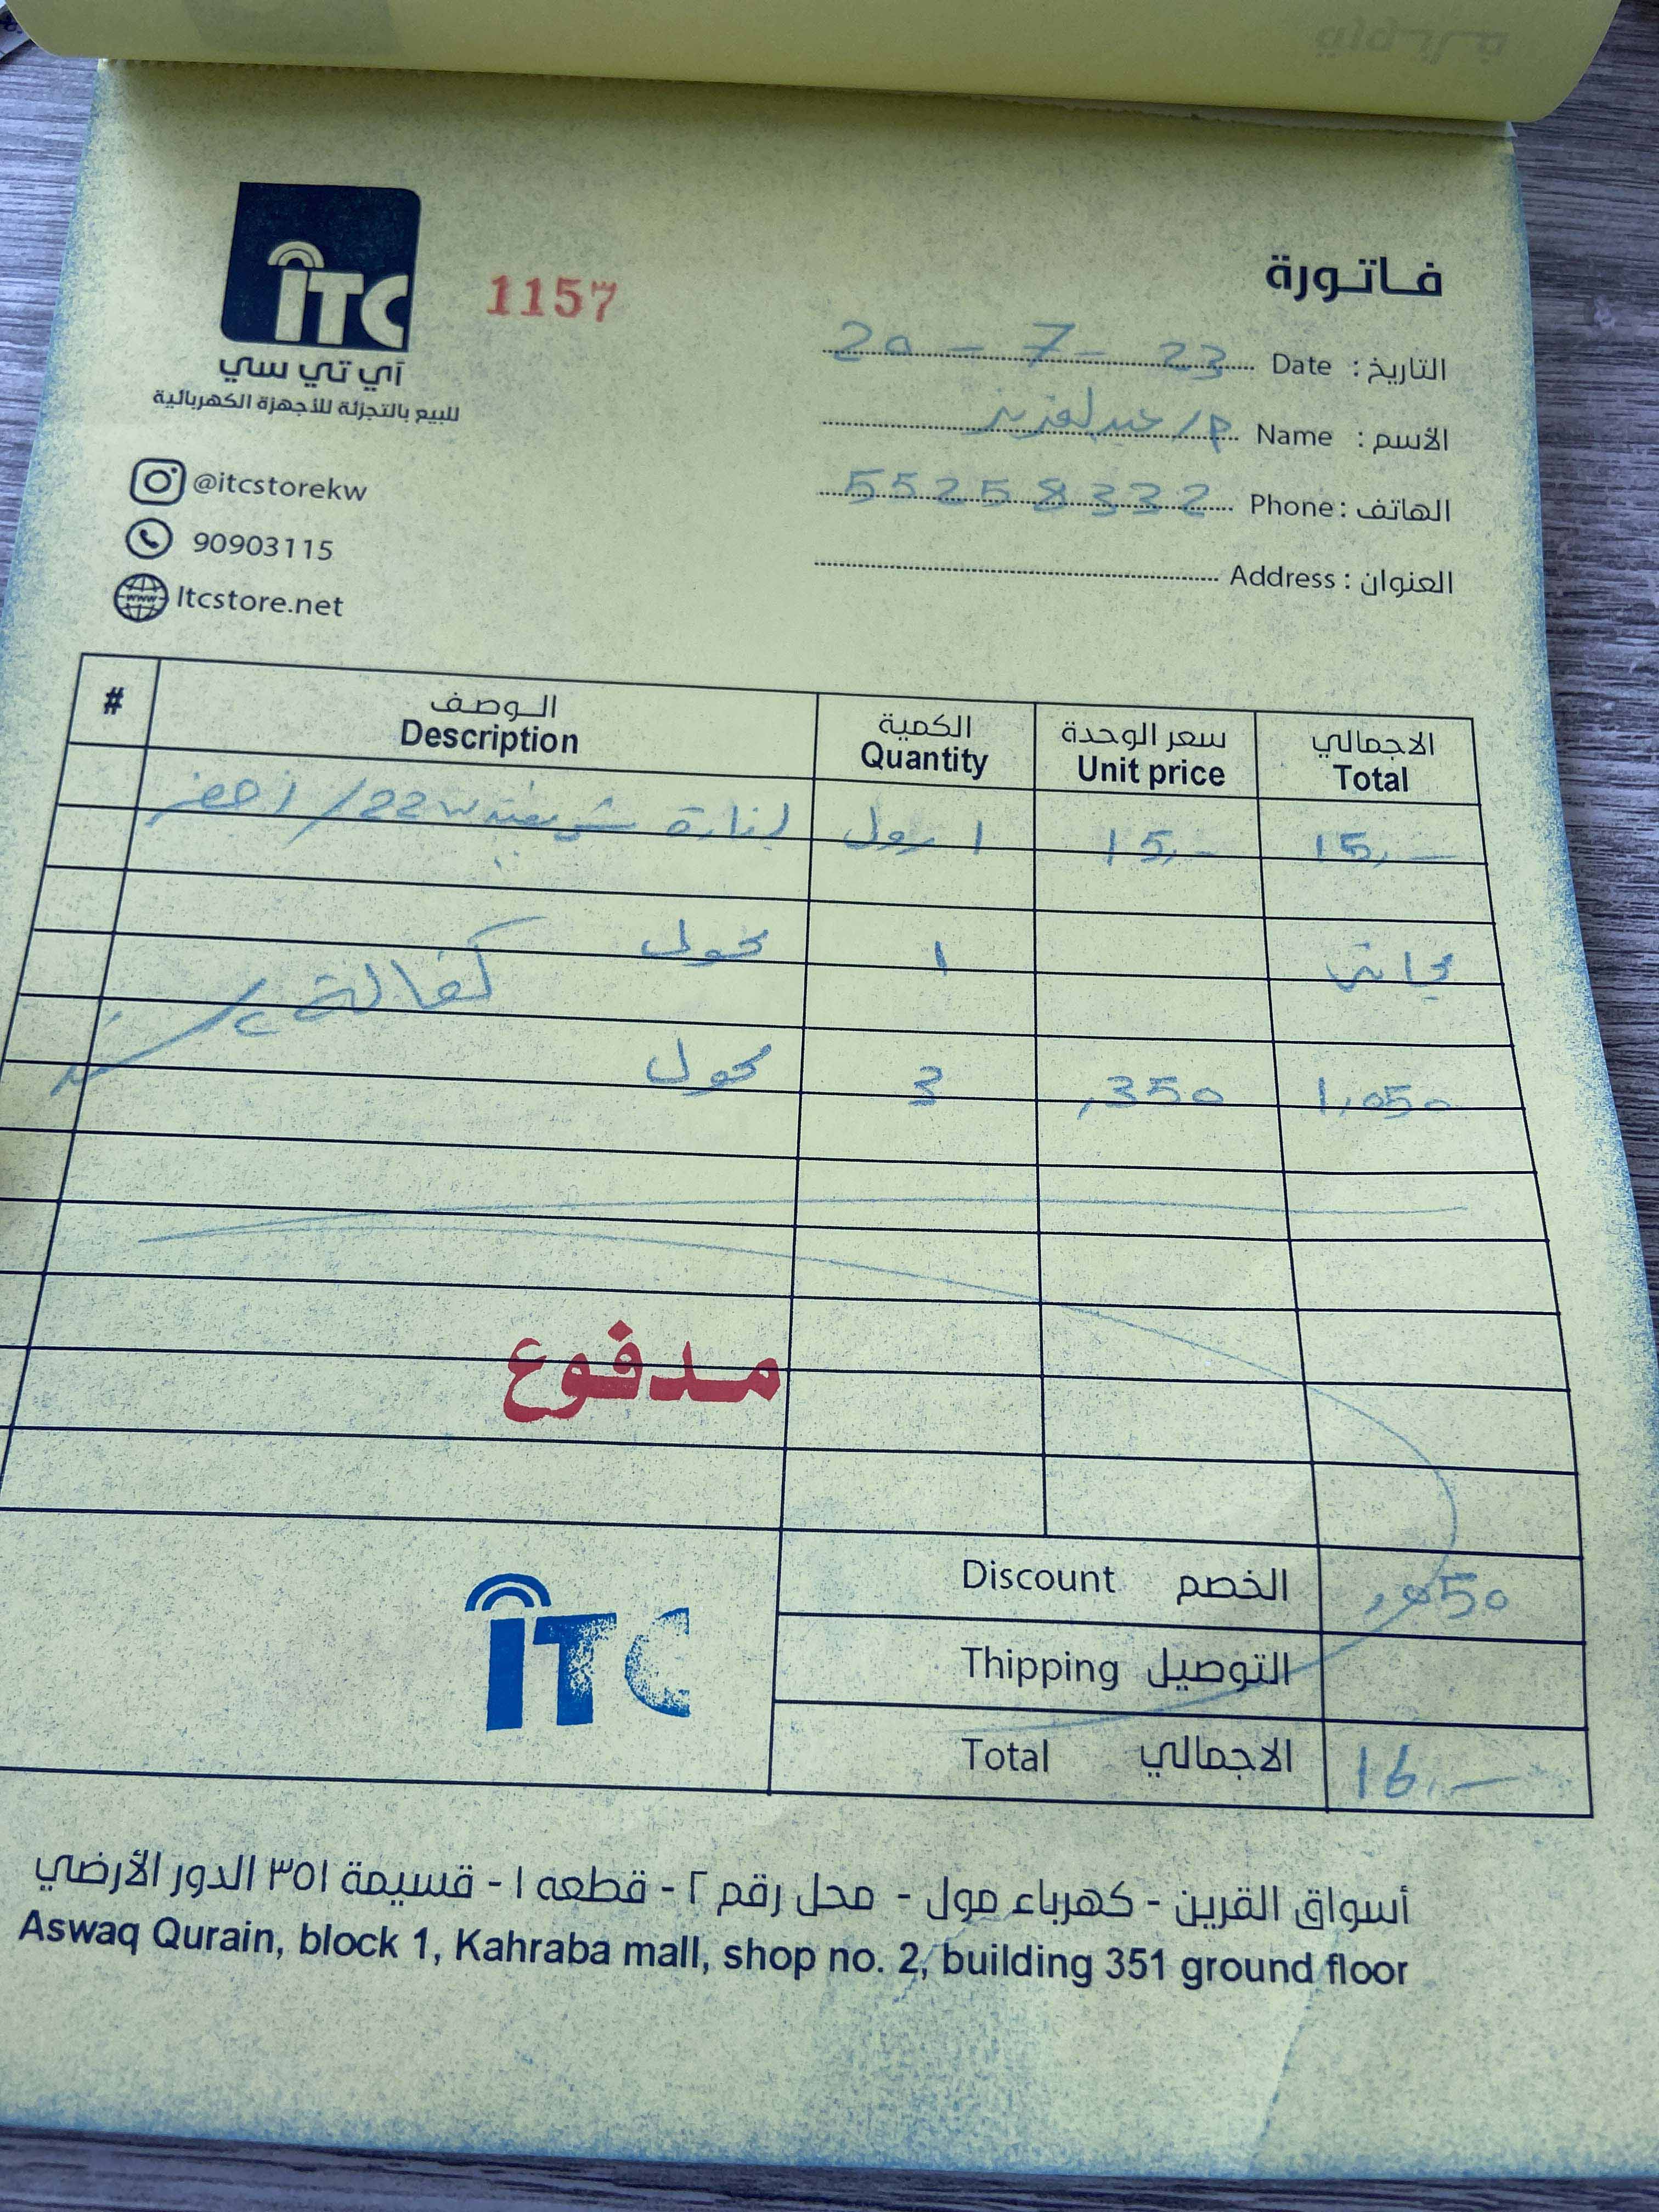 فاتورة
ITC
1157
آي تي سي
للبيع بالتجزئة للأجهزة الكهربائية
@itcstorekw
90903115
Itcstore.net
التاريخ : Date 20 - 7 - 23
الأسم : Name م/عبدالعزيز
الهاتف : Phone 55258332
العنوان : Address
# الوصف الكمية سعر الوحدة الاجمالي
Description Quantity Unit price Total
إنارة 22w / أخضر 1 رول 15,- 15,-
محول 1 مجاني
كفالة
محول 3 ,350 1,050
مدفوع
Discount الخصم ,050
Thipping التوصيل
Total الاجمالي 16,-
ITC
أسواق القرين - كهرباء مول - محل رقم ٢ - قطعه ١ - قسيمة ٣٥١ الدور الأرضي
Aswaq Qurain, block 1, Kahraba mall, shop no. 2, building 351 ground floor